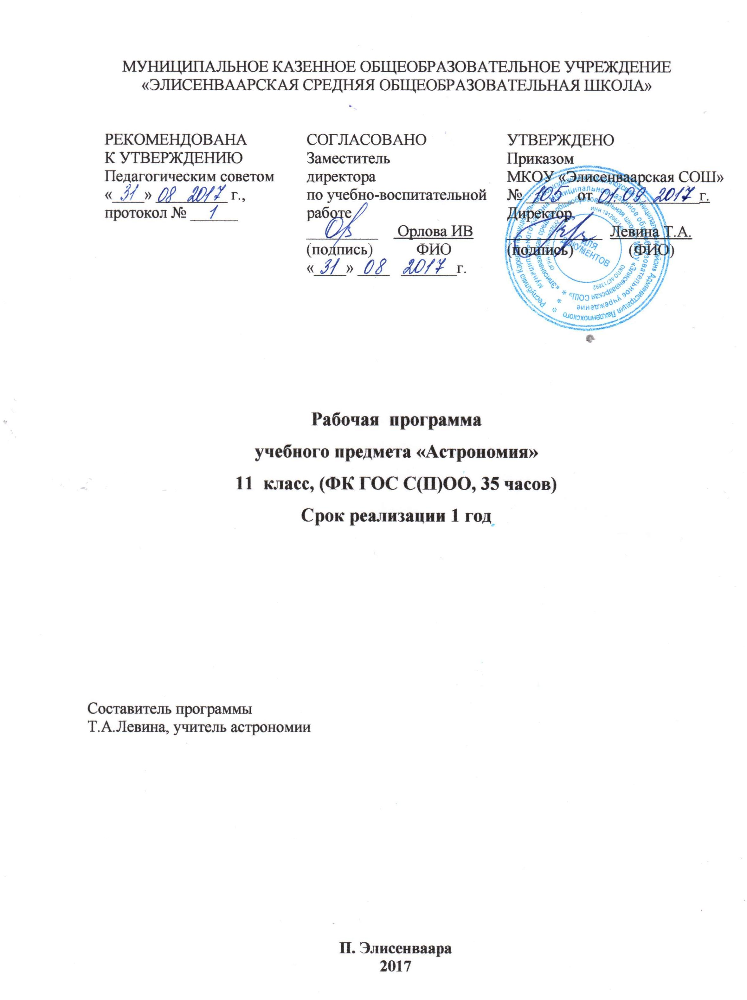 МУНИЦИПАЛЬНОЕ КАЗЕННОЕ ОБЩЕОБРАЗОВАТЕЛЬНОЕ УЧРЕЖДЕНИЕ
«ЭЛИСЕНВААРСКАЯ СРЕДНЯЯ ОБЩЕОБРАЗОВАТЕЛЬНАЯ ШКОЛА»
РЕКОМЕНДОВАНА
К УТВЕРЖДЕНИЮ
Педагогическим советом
«31» 08 2017 г.,
протокол № 1
СОГЛАСОВАНО
Заместитель
директора
по учебно-воспитательной
работе
Орлова ИВ
(подпись) ФИО
«31» 08 2017 г.
УТВЕРЖДЕНО
Приказом
МКОУ «Элисенваарская СОШ»
№ 105 от 01.09.2017 г.
Директор
Левина Т.А.
(подпись) (ФИО)
ДЛЯ
ДОКУМЕНТОВ
Рабочая программа
учебного предмета «Астрономия»
11 класс, (ФК ГОС С(П)ОО, 35 часов)
Срок реализации 1 год
Составитель программы
Т.А.Левина, учитель астрономии
П. Элисенваара
2017